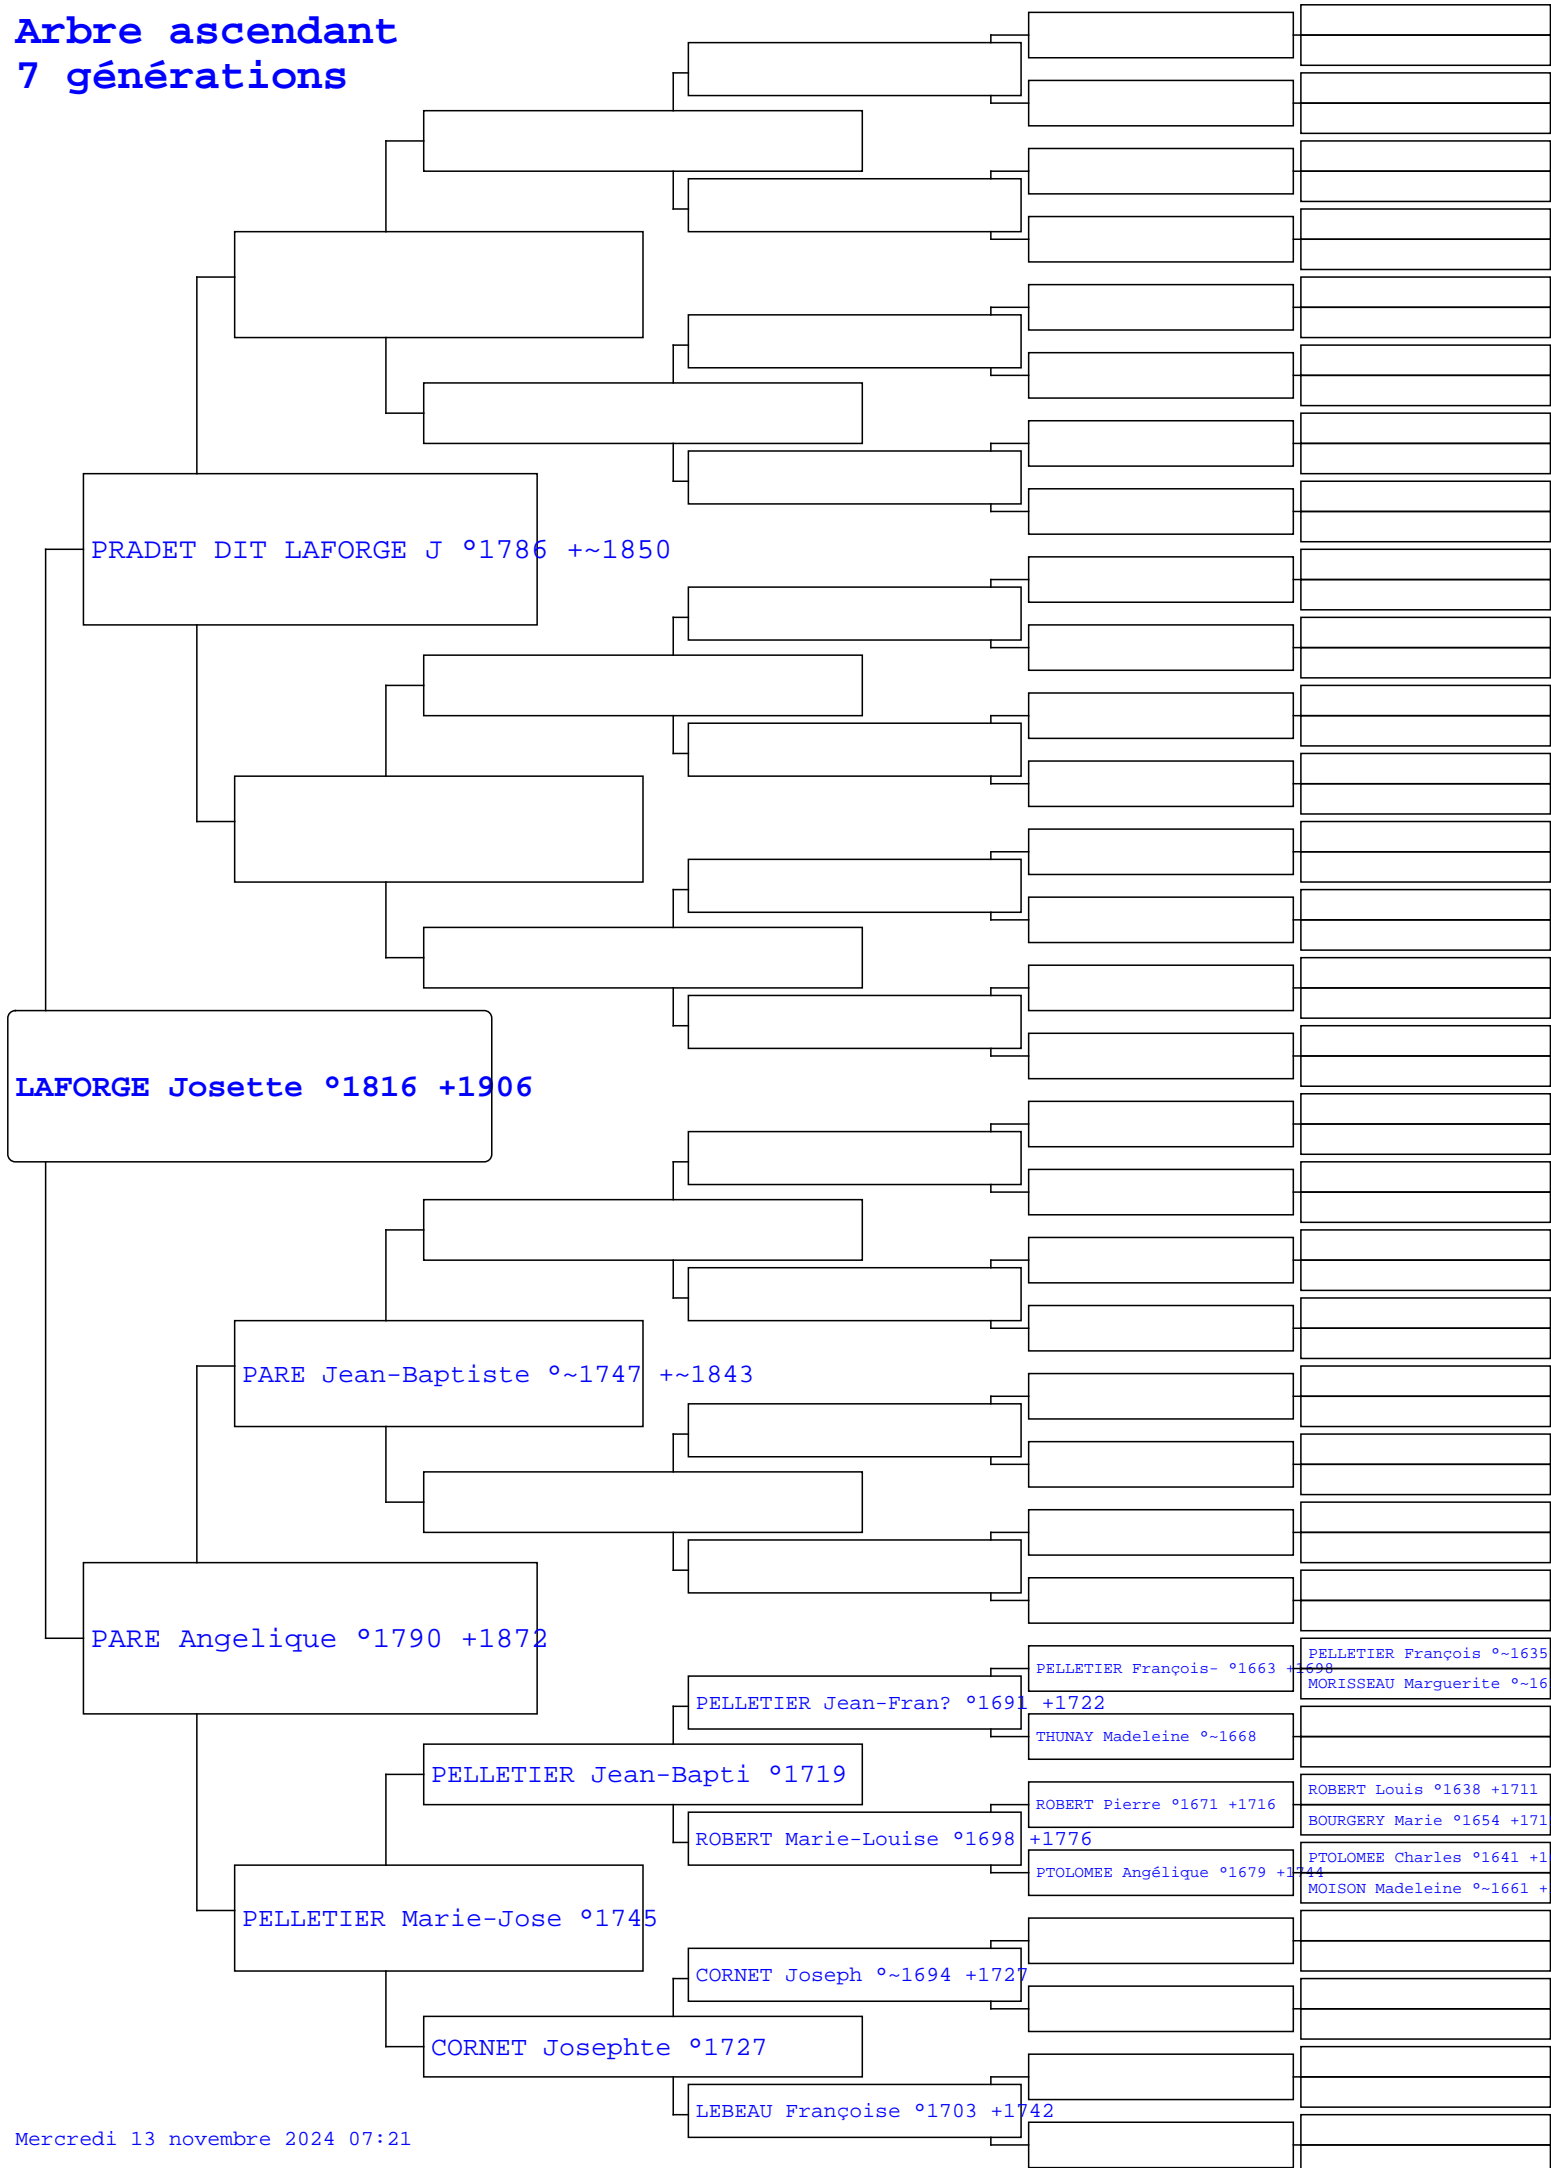 Arbre ascendant
7 générations
PRADET DIT LAFORGE J °1786 +~1850
LAFORGE Josette °1816 +1906
PARE Jean-Baptiste °~1747 +~1843
PARE Angelique °1790 +1872
PELLETIER François °~1635
PELLETIER François- °1663 +1698
MORISSEAU Marguerite °~16
PELLETIER Jean-Fran? °1691 +1722
THUNAY Madeleine °~1668
PELLETIER Jean-Bapti °1719
ROBERT Louis °1638 +1711
ROBERT Pierre °1671 +1716
BOURGERY Marie °1654 +171
ROBERT Marie-Louise °1698 +1776
PTOLOMEE Charles °1641 +1
PTOLOMEE Angélique °1679 +1744
MOISON Madeleine °~1661 +
PELLETIER Marie-Jose °1745
CORNET Joseph °~1694 +1727
CORNET Josephte °1727
LEBEAU Françoise °1703 +1742
Mercredi 13 novembre 2024 07:21